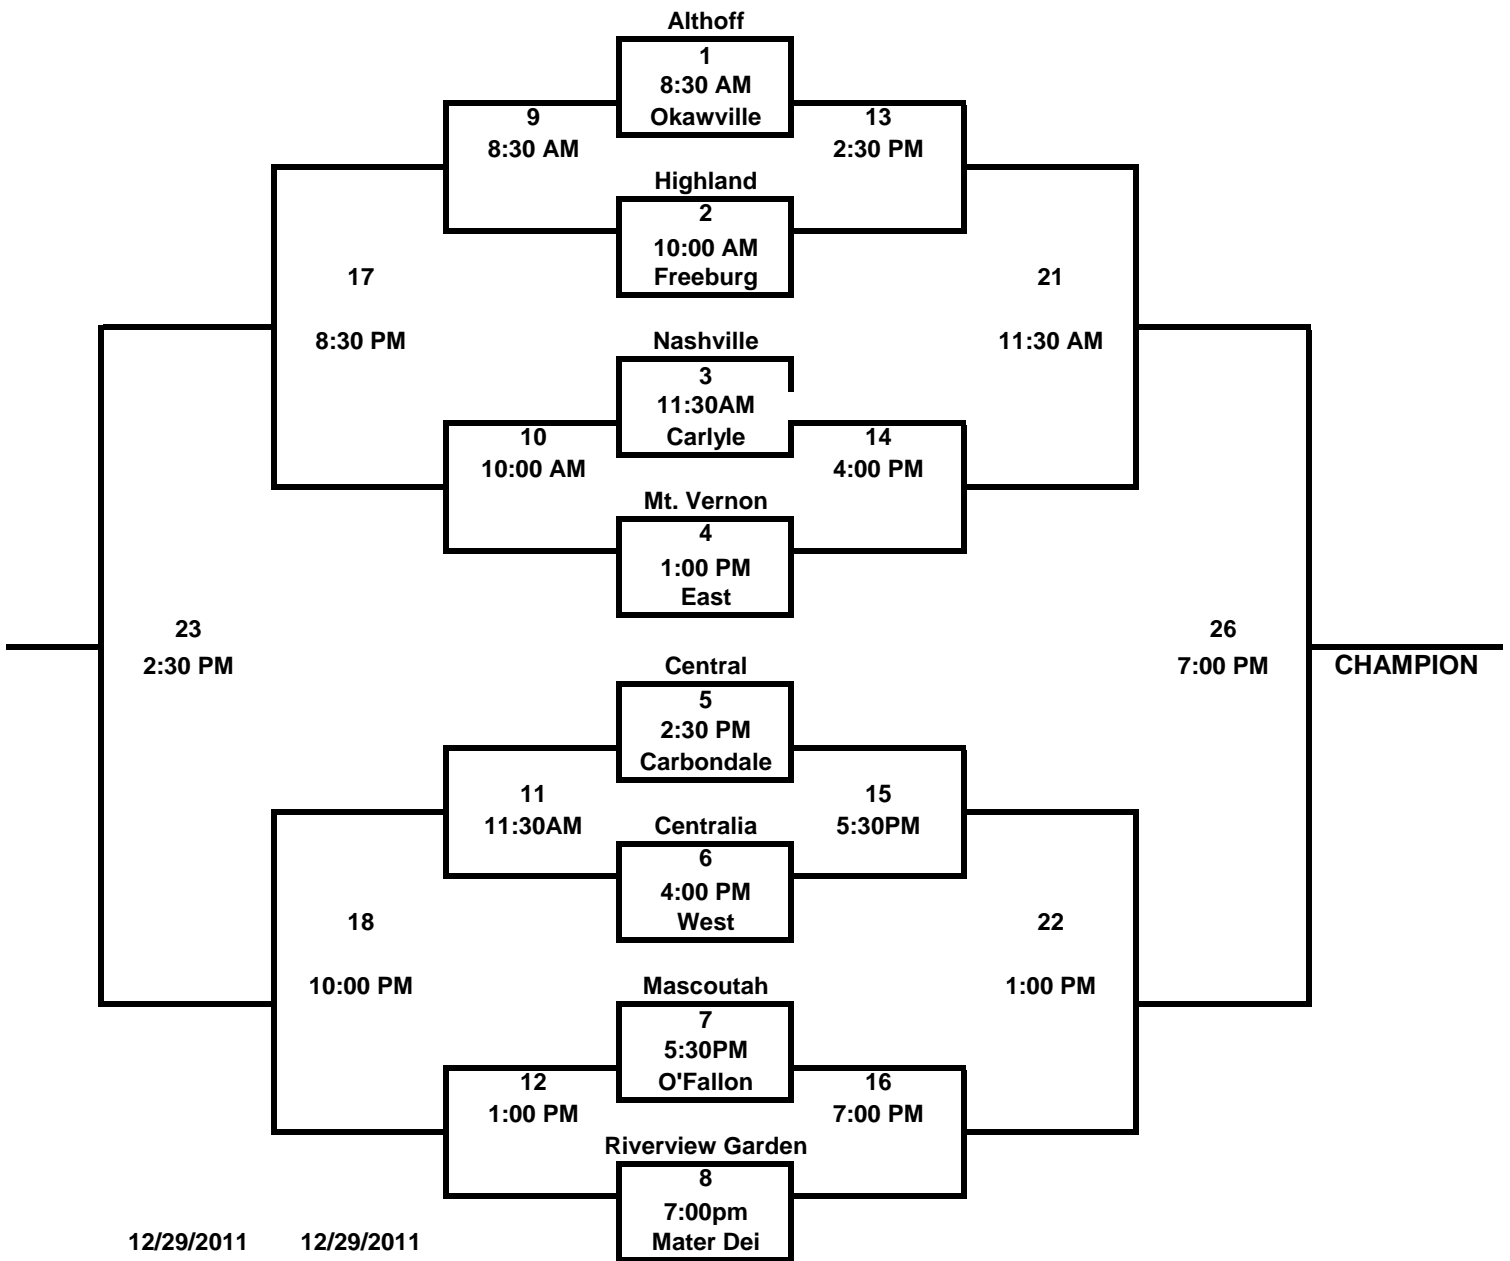 Althoff
1
8:30 AM
Okawville
9
8:30 AM
13
2:30 PM
Highland
2
10:00 AM
Freeburg
17
8:30 PM
21
11:30 AM
Nashville
3
11:30AM
Carlyle
10
10:00 AM
14
4:00 PM
Mt. Vernon
4
1:00 PM
East
23
2:30 PM
26
7:00 PM
CHAMPION
Central
5
2:30 PM
Carbondale
11
11:30AM
15
5:30PM
Centralia
6
4:00 PM
West
18
10:00 PM
22
1:00 PM
Mascoutah
7
5:30PM
O'Fallon
12
1:00 PM
16
7:00 PM
Riverview Garden
8
7:00pm
Mater Dei
12/29/2011 12/29/2011